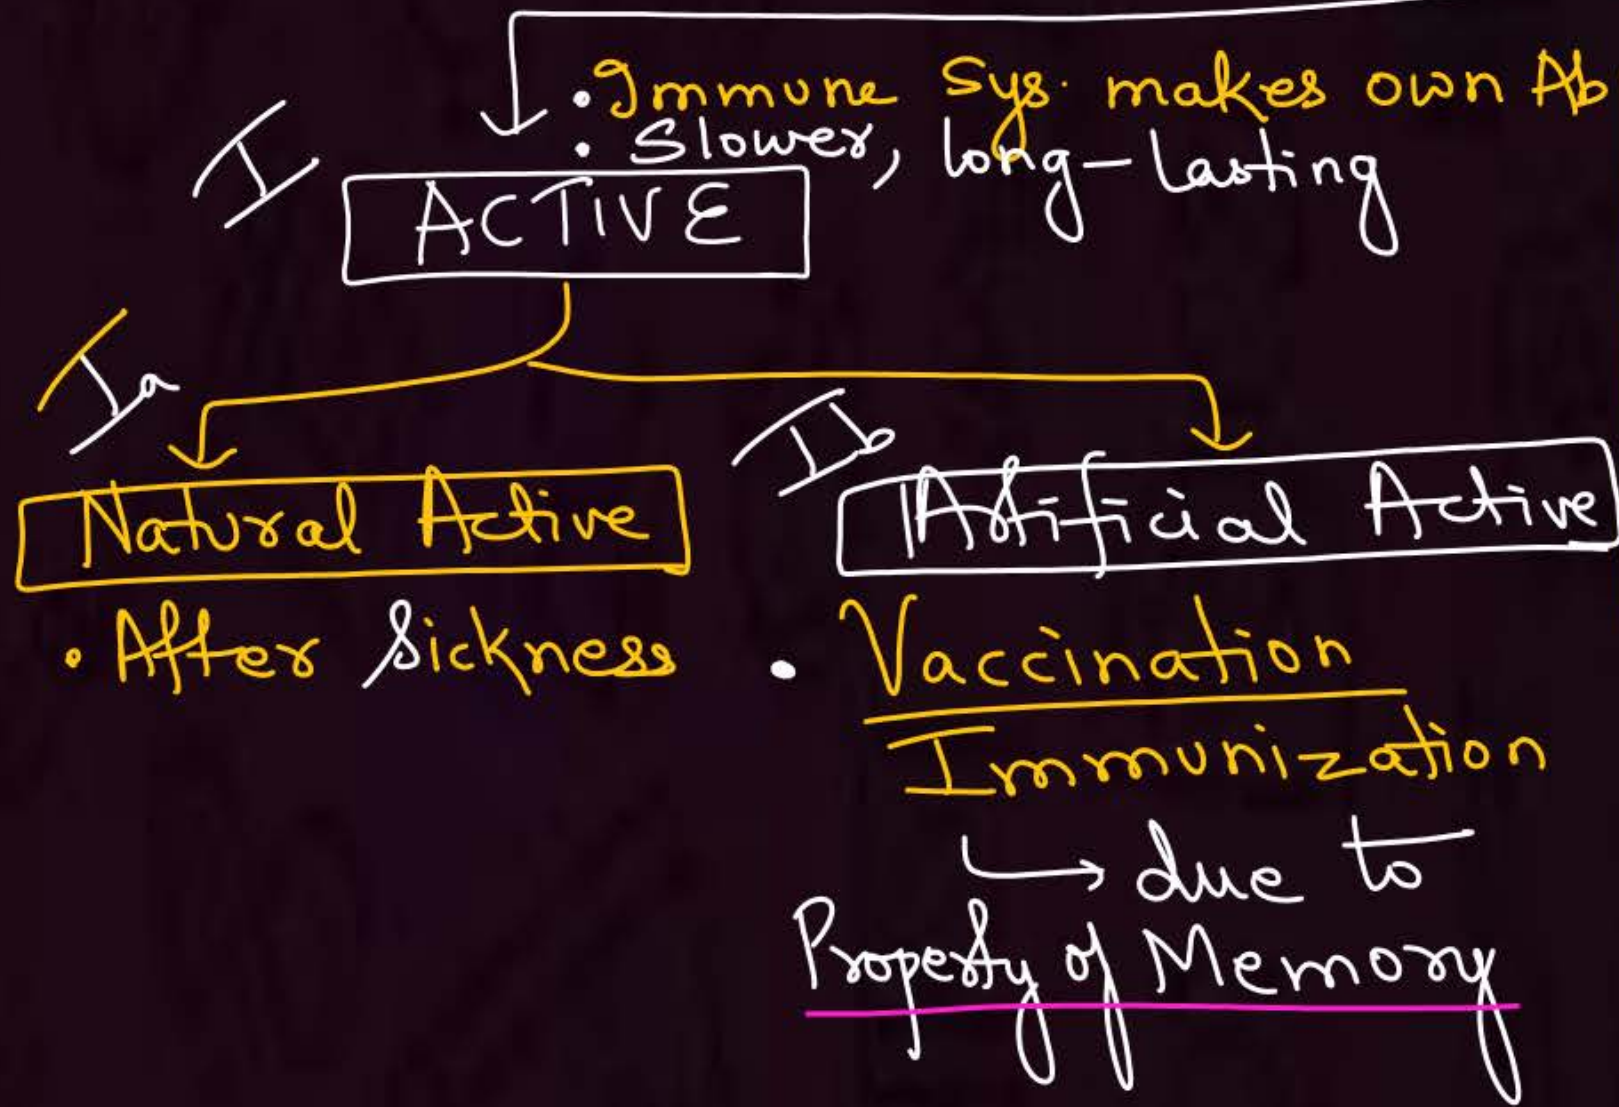 • Immune Sys. makes own Ab
• Slower, long-lasting
I
ACTIVE
Ia
Ib
Natural Active
Artificial Active
• After Sickness
• Vaccination
Immunization
↳ due to
Property of Memory